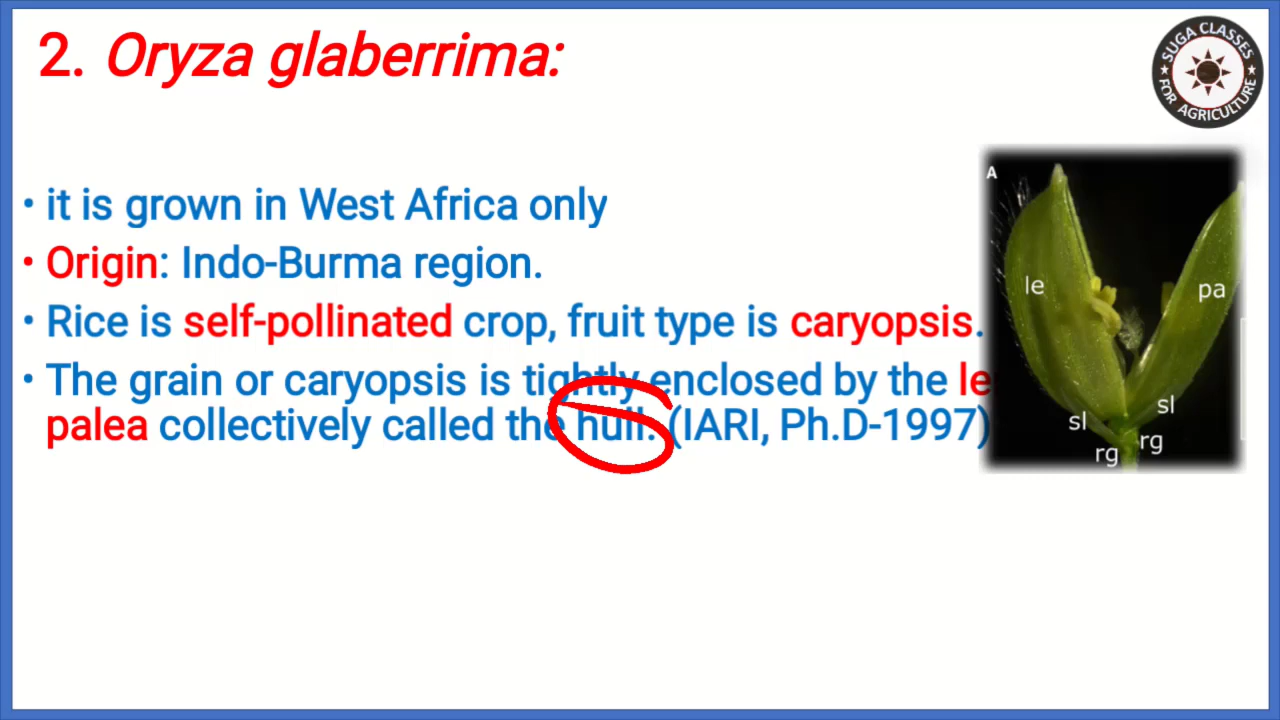 2. Oryza glaberrima:
SUGA CLASSES
FOR AGRICULTURE
• it is grown in West Africa only
• Origin: Indo-Burma region.
• Rice is self-pollinated crop, fruit type is caryopsis.
• The grain or caryopsis is tightly enclosed by the le
palea collectively called the hull. (IARI, Ph.D-1997)
A
le
pa
sl
sl
rg
rg